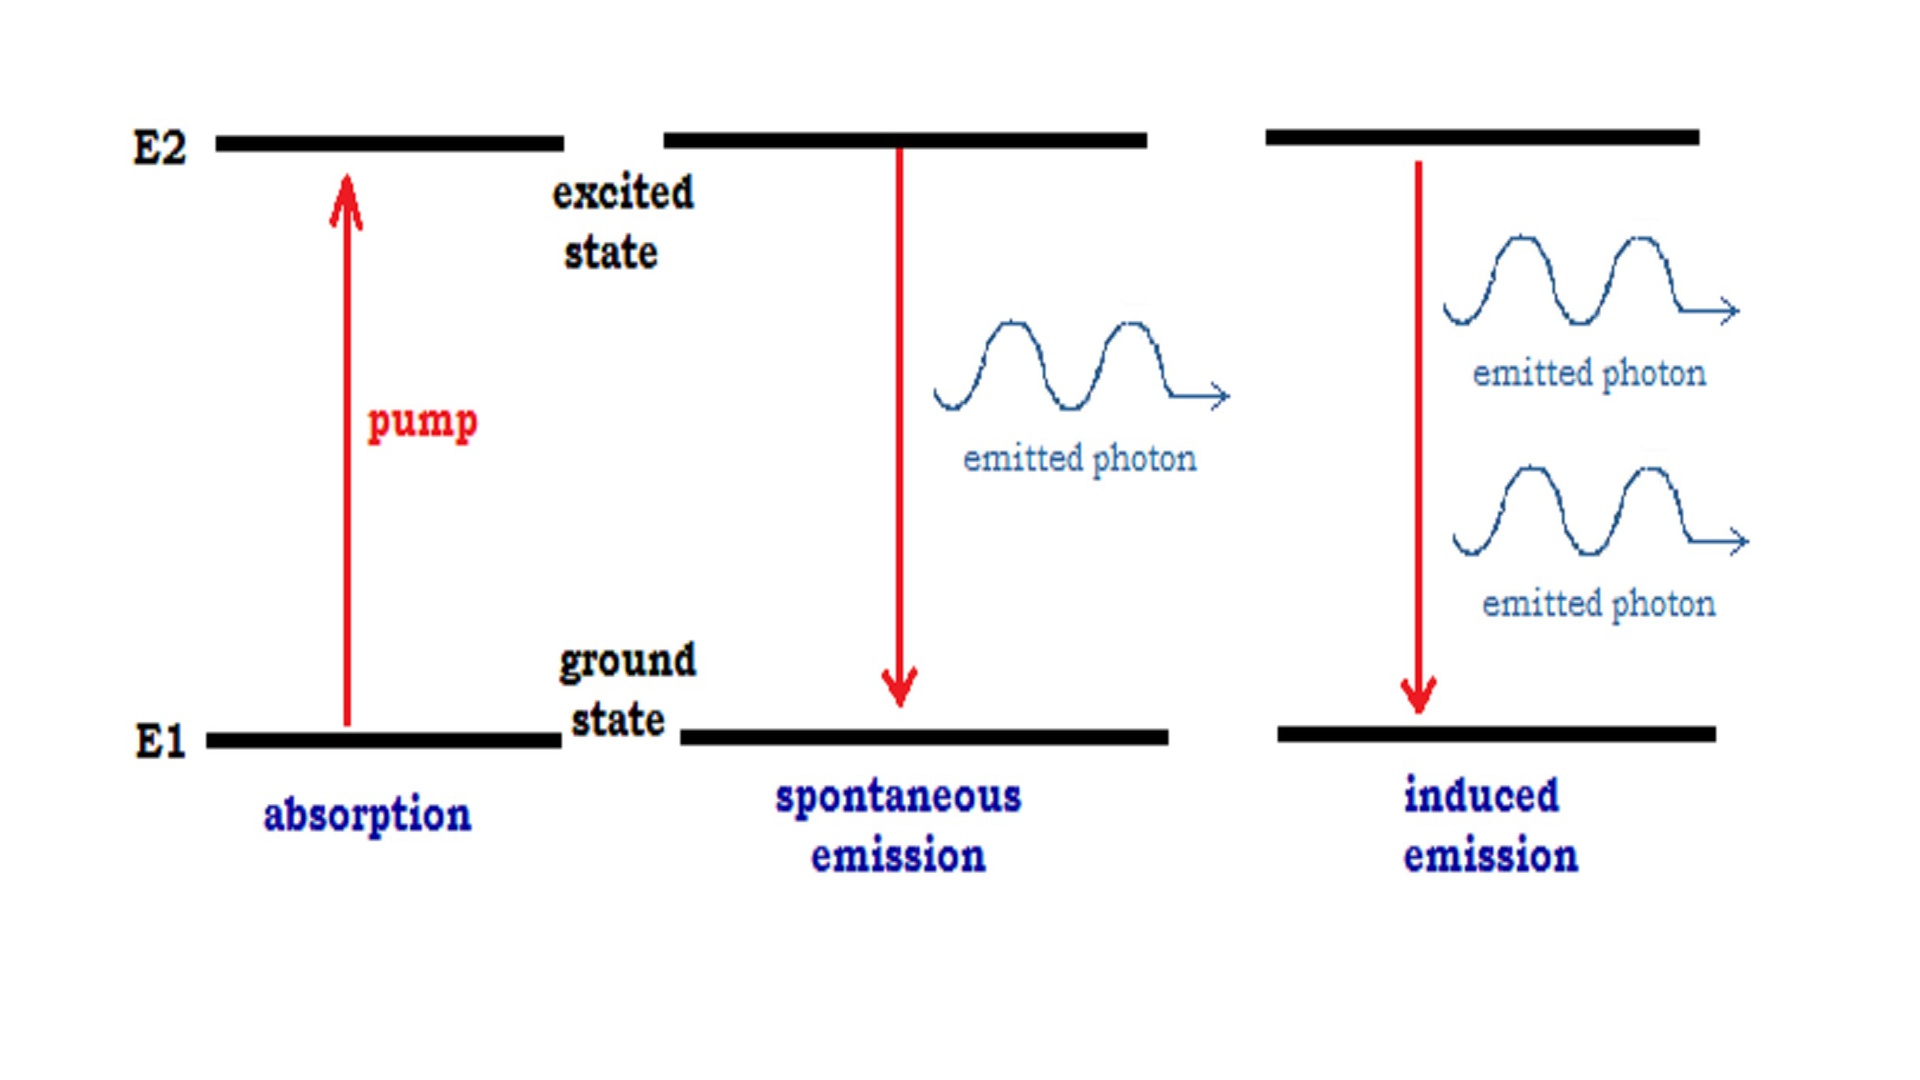 E2
excited
state
pump
emitted photon
emitted photon
emitted photon
ground
state
E1
absorption
spontaneous
emission
induced
emission